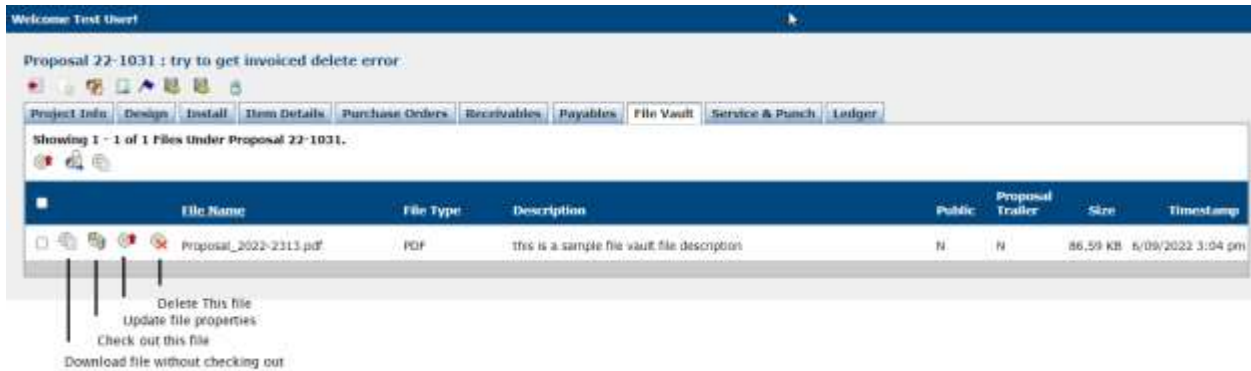 Welcome Test User!
Proposal 22-1031 : try to get invoiced delete error
Project Info Design Install Item Details Purchase Orders Receivables Payables File Vault Service & Punch Ledger
Showing 1 - 1 of 1 Files Under Proposal 22-1031.
File Name File Type Description Public Proposal Trailer Size Timestamp
Proposal_2022-2313.pdf PDF this is a sample file vault file description N N 86.59 KB 6/09/2022 3:04 pm
Delete This file
Update file properties
Check out this file
Download file without checking out